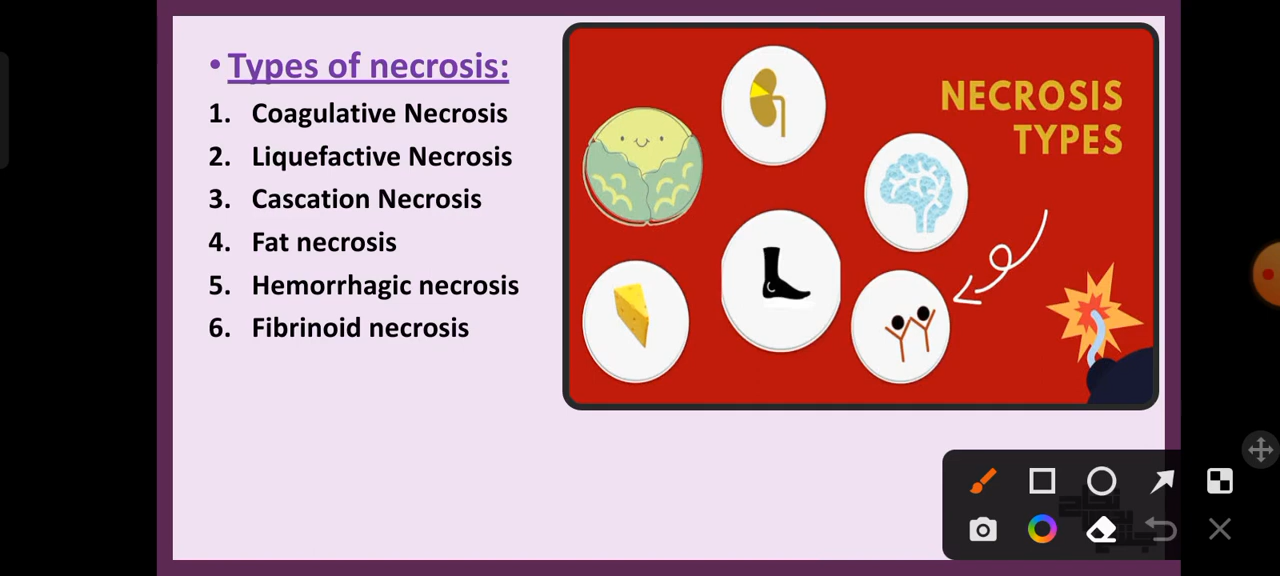 • Types of necrosis:
1. Coagulative Necrosis
2. Liquefactive Necrosis
3. Cascation Necrosis
4. Fat necrosis
5. Hemorrhagic necrosis
6. Fibrinoid necrosis
NECROSIS
TYPES